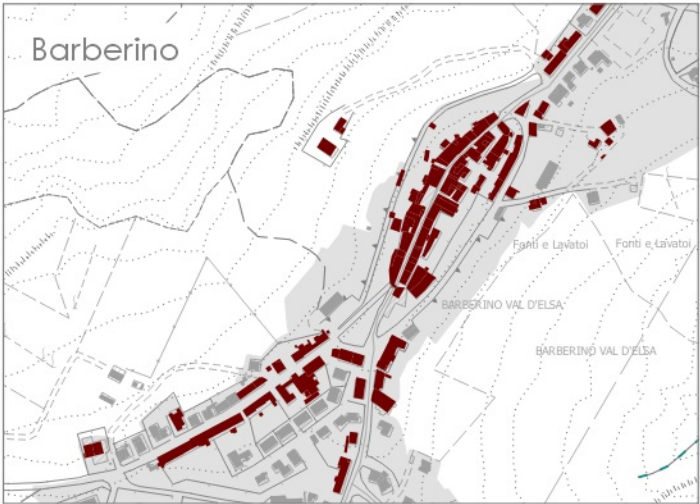 Barberino
Fonti e Lavatoi
Fonti e Lavatoi
BARBERINO VAL D'ELSA
BARBERINO VAL D'ELSA